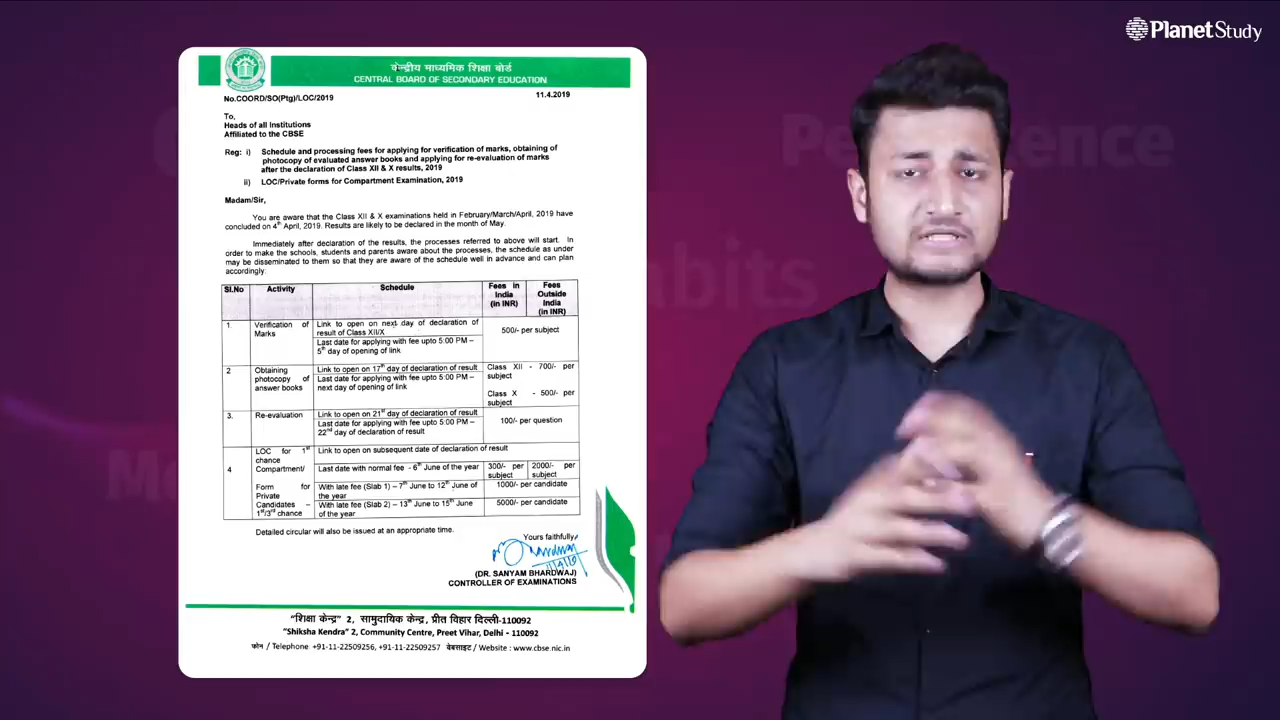 Planet Study
केन्द्रीय माध्यमिक शिक्षा बोर्ड
CENTRAL BOARD OF SECONDARY EDUCATION
No.COORD/SO(Ptg)/LOC/2019
11.4.2019
To,
Heads of all Institutions
Affiliated to the CBSE
Reg: i) Schedule and processing fees for applying for verification of marks, obtaining of
photocopy of evaluated answer books and applying for re-evaluation of marks
after the declaration of Class XII & X results, 2019
ii) LOC/Private forms for Compartment Examination, 2019
Madam/Sir,
You are aware that the Class XII & X examinations held in February/March/April, 2019 have
concluded on 4th April, 2019. Results are likely to be declared in the month of May.
Immediately after declaration of the results, the processes referred to above will start. In
order to make the schools, students and parents aware about the processes, the schedule as under
may be disseminated to them so that they are aware of the schedule well in advance and can plan
accordingly:
Sl.No Activity Schedule Fees in India (in INR) Fees Outside India (in INR)
1. Verification of Marks
Link to open on next day of declaration of
result of Class XII/X
Last date for applying with fee upto 5:00 PM –
5th day of opening of link
500/- per subject
2 Obtaining photocopy of answer books
Link to open on 17th day of declaration of result
Last date for applying with fee upto 5:00 PM –
next day of opening of link
Class XII - 700/- per
subject
Class X - 500/- per
subject
3. Re-evaluation
Link to open on 21st day of declaration of result
Last date for applying with fee upto 5:00 PM –
22nd day of declaration of result
100/- per question
4 LOC for 1st chance Compartment/ Form for Private Candidates – 1st/3rd chance
Link to open on subsequent date of declaration of result
Last date with normal fee - 6th June of the year
300/- per subject
2000/- per subject
With late fee (Slab 1) – 7th June to 12th June of
the year
1000/- per candidate
With late fee (Slab 2) – 13th June to 15th June
of the year
5000/- per candidate
Detailed circular will also be issued at an appropriate time.
Yours faithfully
(DR. SANYAM BHARDWAJ)
CONTROLLER OF EXAMINATIONS
"शिक्षा केन्द्र" 2, सामुदायिक केन्द्र, प्रीत विहार दिल्ली-110092
"Shiksha Kendra" 2, Community Centre, Preet Vihar, Delhi - 110092
फोन / Telephone +91-11-22509256, +91-11-22509257 वेबसाइट / Website : www.cbse.nic.in